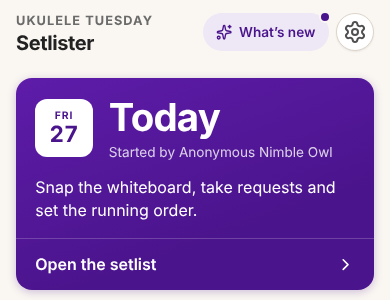 UKULELE TUESDAY
Setlister
What's new
FRI
27
Today
Started by Anonymous Nimble Owl
Snap the whiteboard, take requests and
set the running order.
Open the setlist